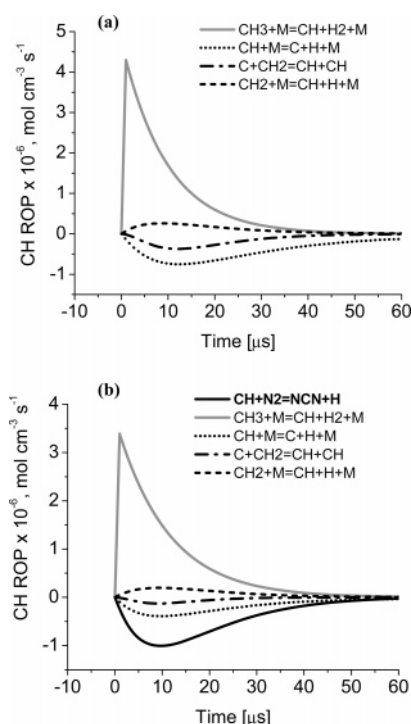 (a)
CH3+M=CH+H2+M
CH+M=C+H+M
C+CH2=CH+CH
CH2+M=CH+H+M
CH ROP x 10-6, mol cm-3 s-1
5
4
3
2
1
0
-1
-10 0 10 20 30 40 50 60
Time [μs]
(b)
CH+N2=NCN+H
CH3+M=CH+H2+M
CH+M=C+H+M
C+CH2=CH+CH
CH2+M=CH+H+M
CH ROP x 10-6, mol cm-3 s-1
4
3
2
1
0
-1
-10 0 10 20 30 40 50 60
Time [μs]